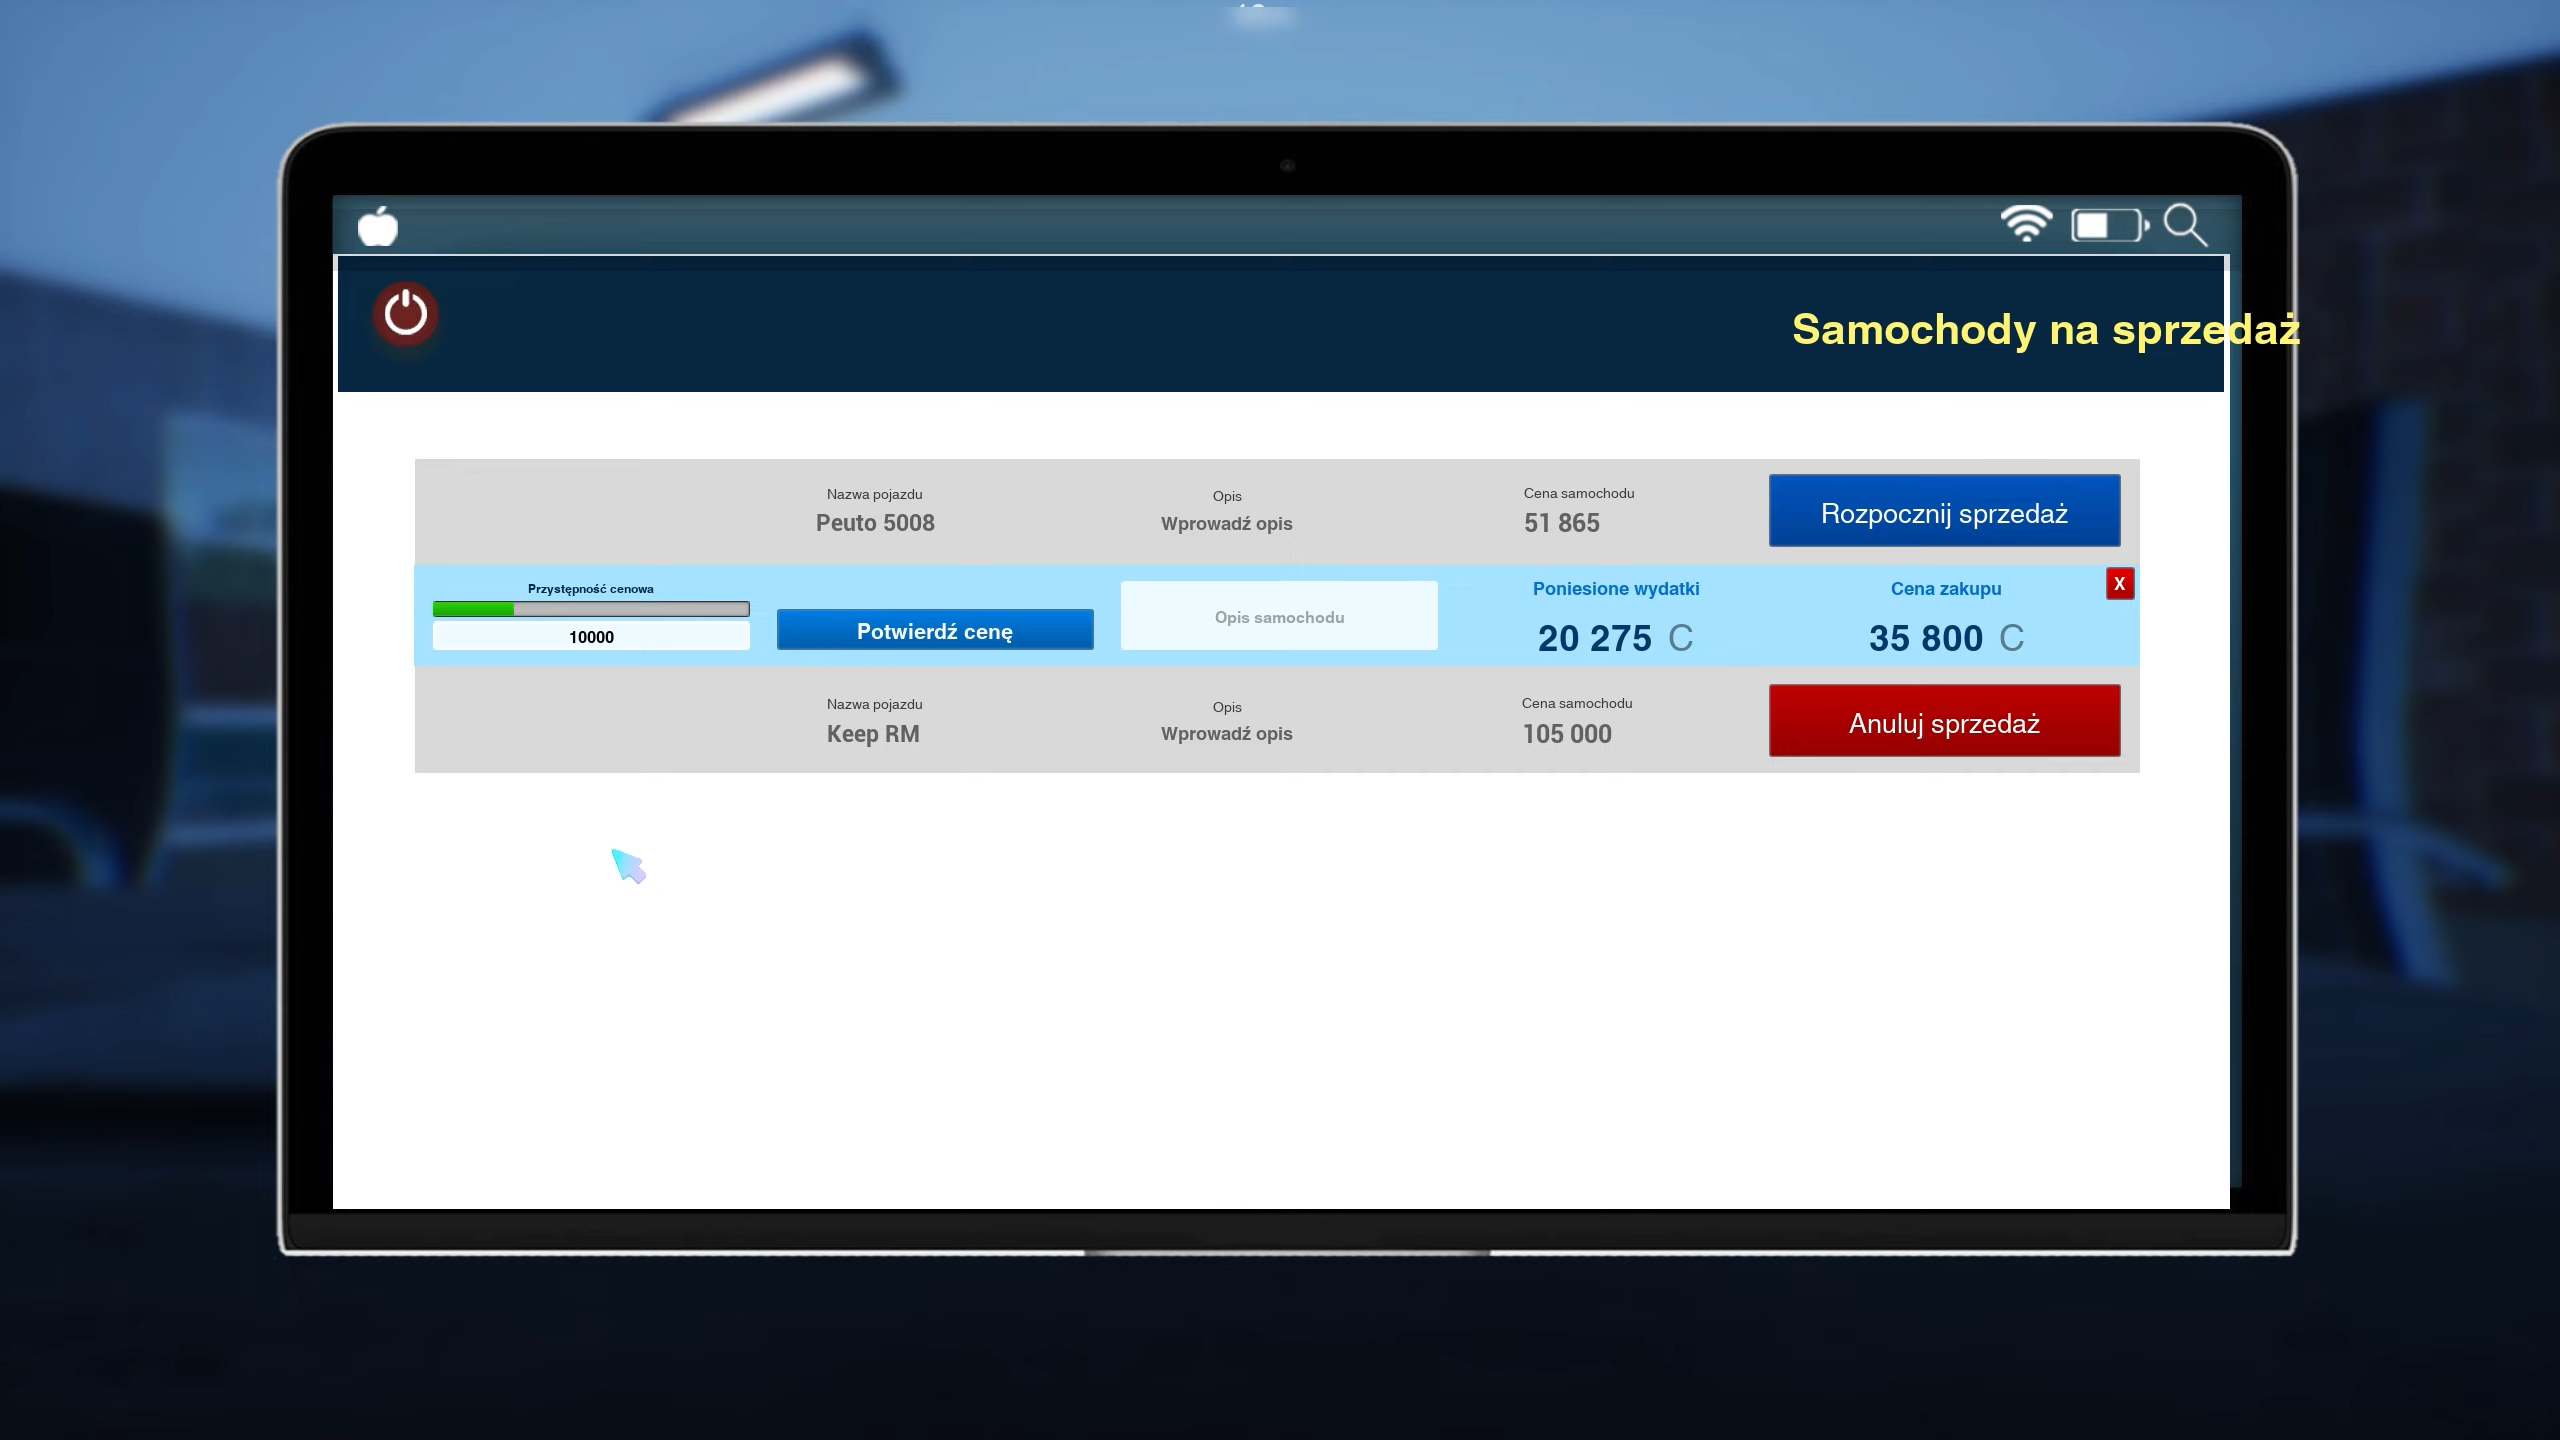 Samochody na sprzedaż
Nazwa pojazdu
Peuto 5008
Opis
Wprowadź opis
Cena samochodu
51 865
Rozpocznij sprzedaż
Przystępność cenowa
10000
Potwierdź cenę
Opis samochodu
Poniesione wydatki
20 275 C
Cena zakupu
35 800 C
X
Nazwa pojazdu
Keep RM
Opis
Wprowadź opis
Cena samochodu
105 000
Anuluj sprzedaż